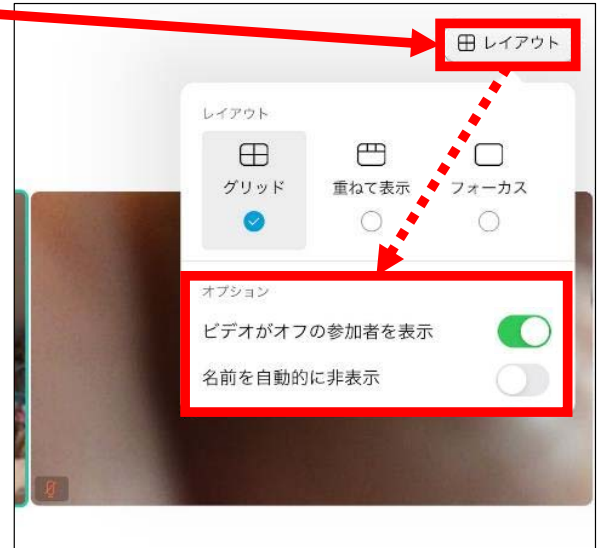 レイアウト
レイアウト
グリッド 重ねて表示 フォーカス
オプション
ビデオがオフの参加者を表示
名前を自動的に非表示